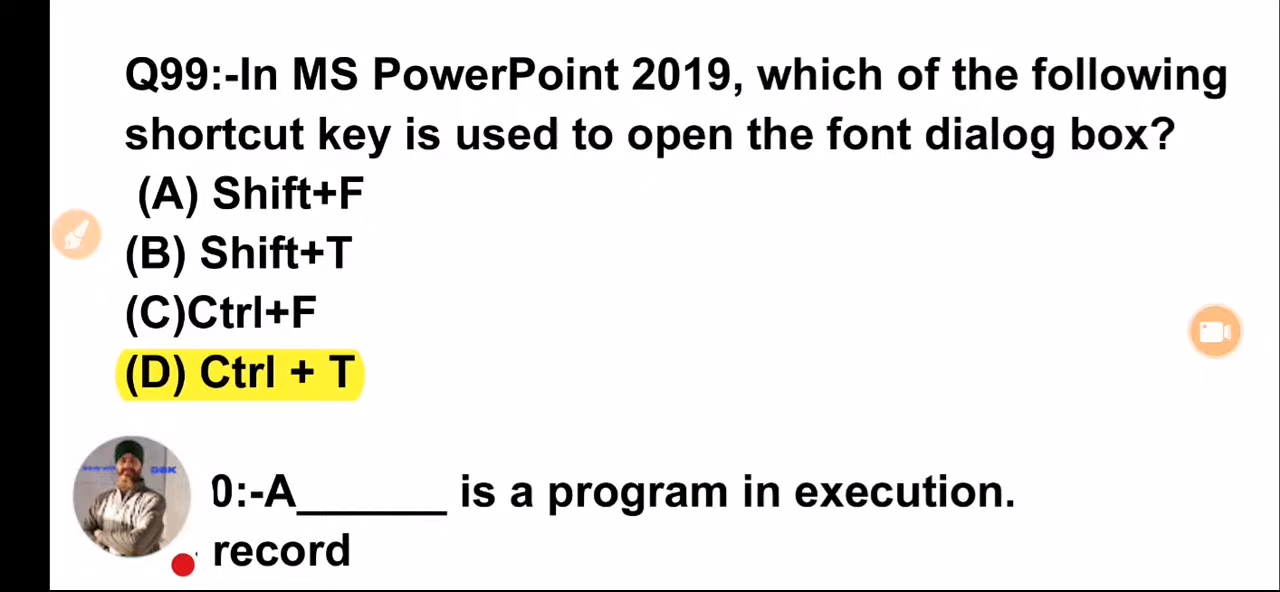 Q99:-In MS PowerPoint 2019, which of the following
shortcut key is used to open the font dialog box?
(A) Shift+F
(B) Shift+T
(C)Ctrl+F
(D) Ctrl + T
0:-A______ is a program in execution.
record